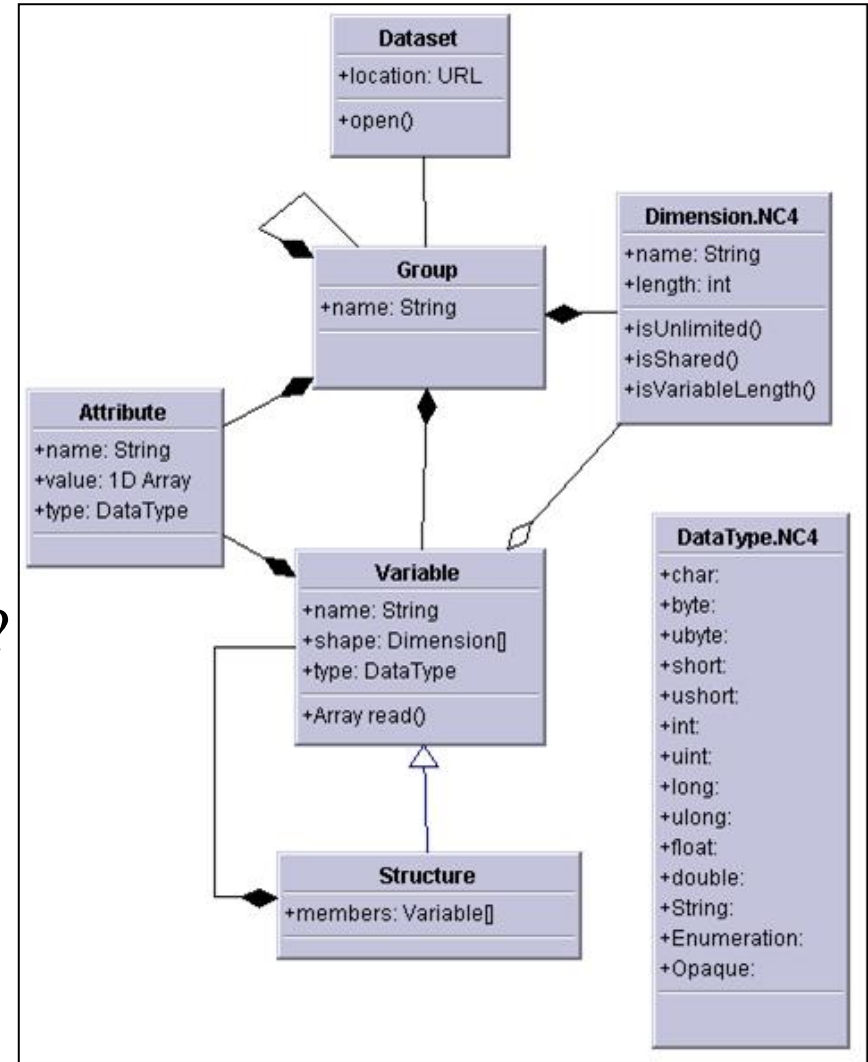 Dataset
+location: URL
+open()
Dimension.NC4
+name: String
+length: int
+isUnlimited()
+isShared()
+isVariableLength()
Group
+name: String
Attribute
+name: String
+value: 1D Array
+type: DataType
?
Variable
+name: String
+shape: Dimension[]
+type: DataType
+Array read()
DataType.NC4
+char:
+byte:
+ubyte:
+short:
+ushort:
+int:
+uint:
+long:
+ulong:
+float:
+double:
+String:
+Enumeration:
+Opaque:
Structure
+members: Variable[]